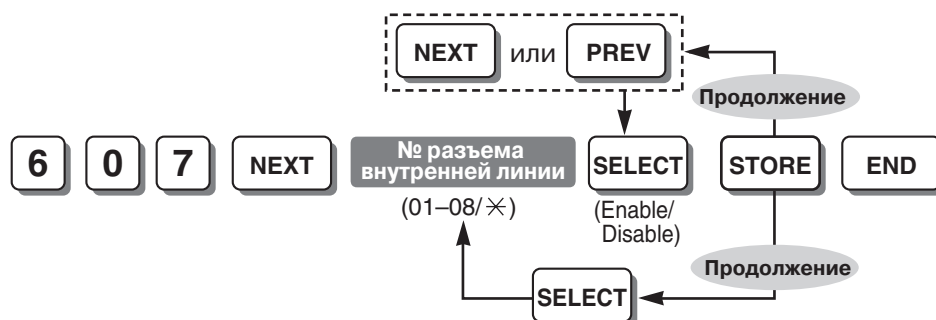 NEXT или PREV
Продолжение
6 0 7 NEXT № разъема внутренней линии SELECT STORE END
(01–08/✳)
(Enable/
Disable)
Продолжение
SELECT